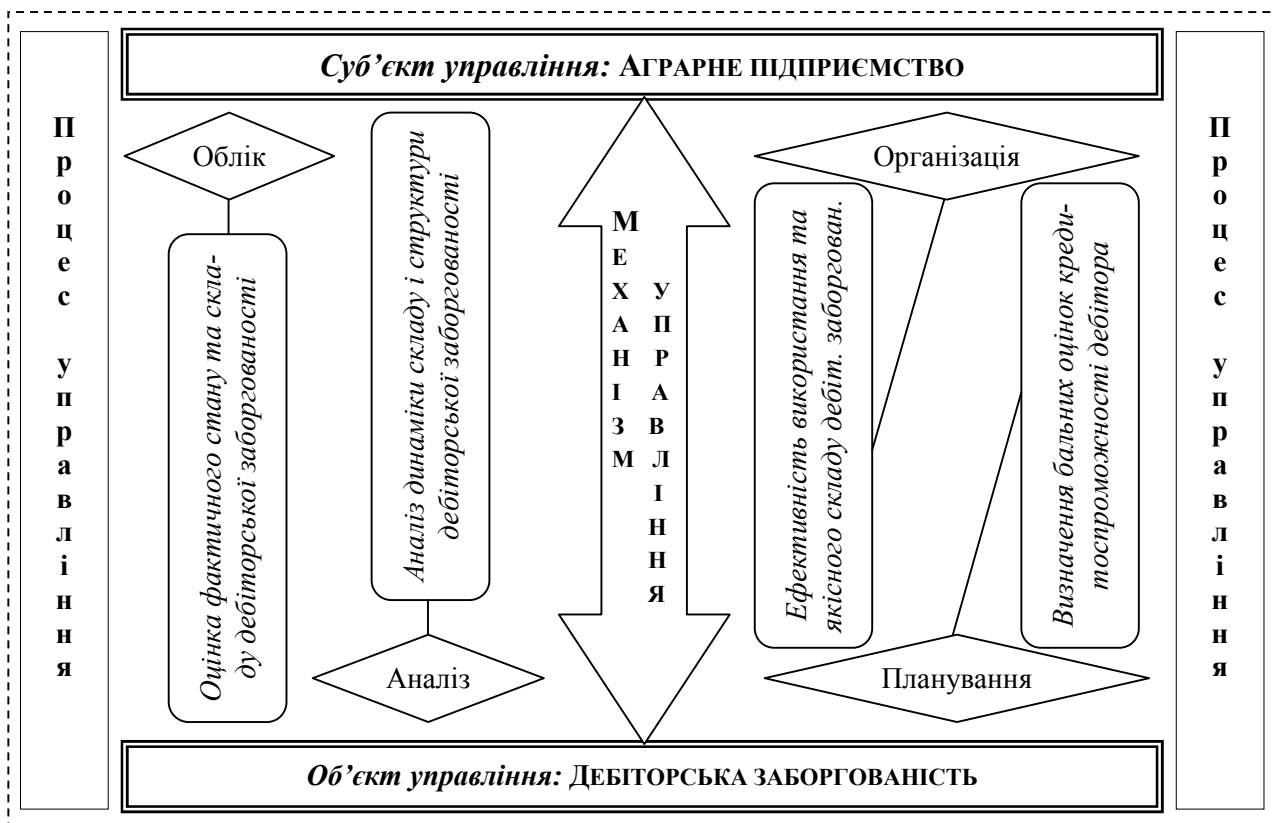 Суб’єкт управління: АГРАРНЕ ПІДПРИЄМСТВО
Процес управління
Облік
Оцінка фактичного стану та скла-
ду дебіторської заборгованості
Аналіз динаміки складу і структури
дебіторської заборгованості
Аналіз
МЕХАНІЗМ
УПРАВЛІННЯ
Організація
Ефективність використання та
якісного складу дебіт. заборгован.
Визначення бальних оцінок креди-
тоспроможності дебітора
Планування
Процес управління
Об’єкт управління: ДЕБІТОРСЬКА ЗАБОРГОВАНІСТЬ